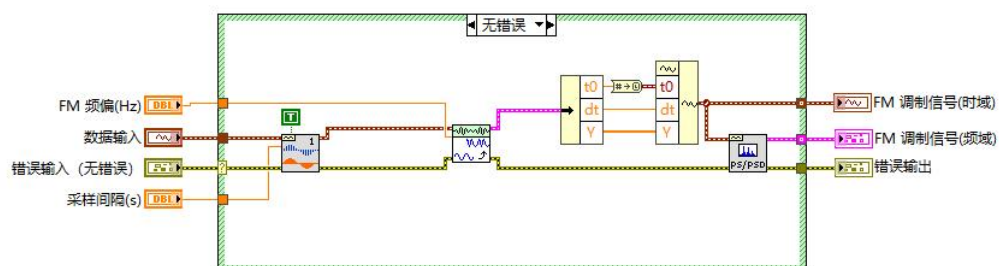 无错误
FM 频偏(Hz)
DBL
数据输入
错误输入（无错误）
?
采样间隔(s)
DBL
T
1
t0
dt
Y
#
t0
dt
Y
PS/PSD
FM 调制信号(时域)
FM 调制信号(频域)
错误输出